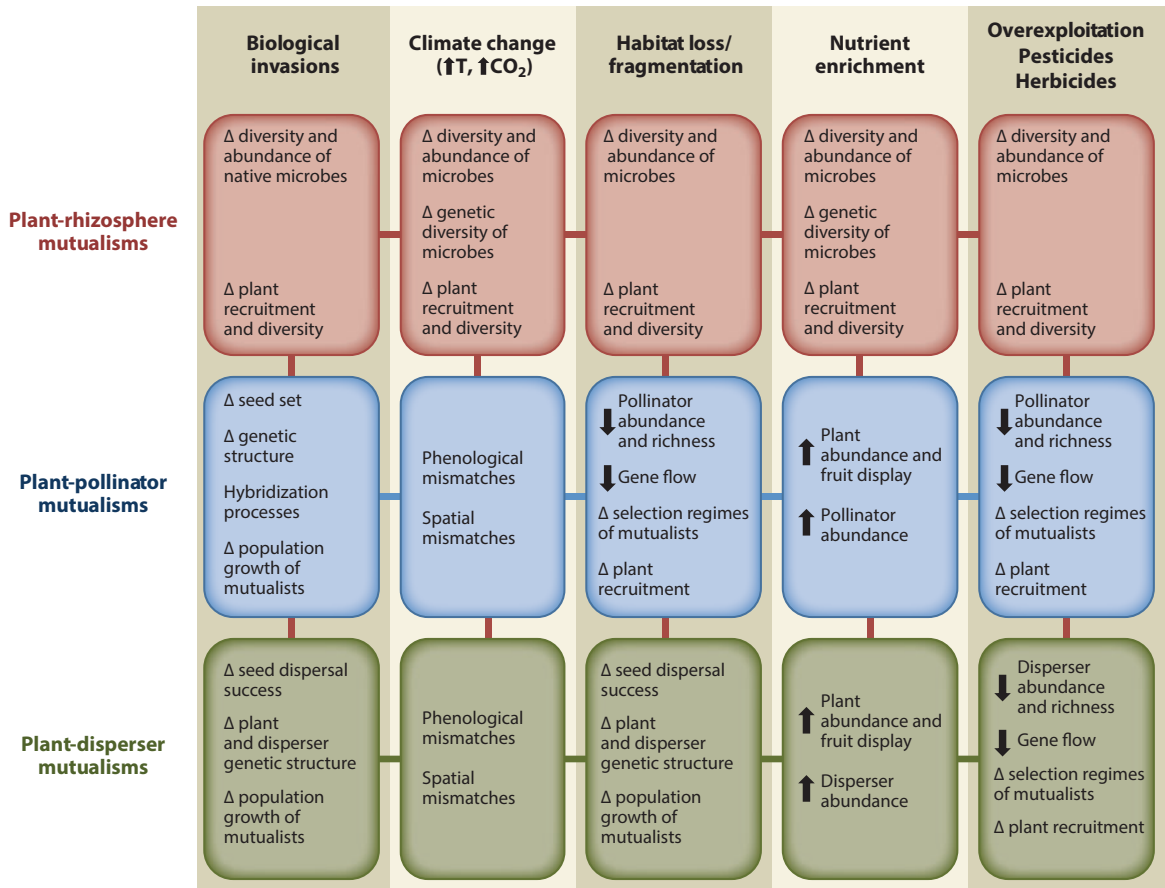 Biological
invasions
Climate change
(⬆T, ⬆CO₂)
Habitat loss/
fragmentation
Nutrient
enrichment
Overexploitation
Pesticides
Herbicides
Plant-rhizosphere
mutualisms
Δ diversity and
abundance of
native microbes
Δ plant
recruitment
and diversity
Δ diversity and
abundance of
microbes
Δ genetic
diversity of
microbes
Δ plant
recruitment
and diversity
Δ diversity and
abundance of
microbes
Δ plant
recruitment
and diversity
Δ diversity and
abundance of
microbes
Δ genetic
diversity of
microbes
Δ plant
recruitment
and diversity
Δ diversity and
abundance of
microbes
Δ plant
recruitment
and diversity
Plant-pollinator
mutualisms
Δ seed set
Δ genetic
structure
Hybridization
processes
Δ population
growth of
mutualists
Phenological
mismatches
Spatial
mismatches
⬇ Pollinator
abundance
and richness
⬇ Gene flow
Δ selection regimes
of mutualists
Δ plant
recruitment
⬆ Plant
abundance and
fruit display
⬆ Pollinator
abundance
⬇ Pollinator
abundance
and richness
⬇ Gene flow
Δ selection regimes
of mutualists
Δ plant
recruitment
Plant-disperser
mutualisms
Δ seed dispersal
success
Δ plant
and disperser
genetic structure
Δ population
growth of
mutualists
Phenological
mismatches
Spatial
mismatches
Δ seed dispersal
success
Δ plant
and disperser
genetic structure
Δ population
growth of
mutualists
⬆ Plant
abundance and
fruit display
⬆ Disperser
abundance
⬇ Disperser
abundance
and richness
⬇ Gene flow
Δ selection regimes
of mutualists
Δ plant recruitment